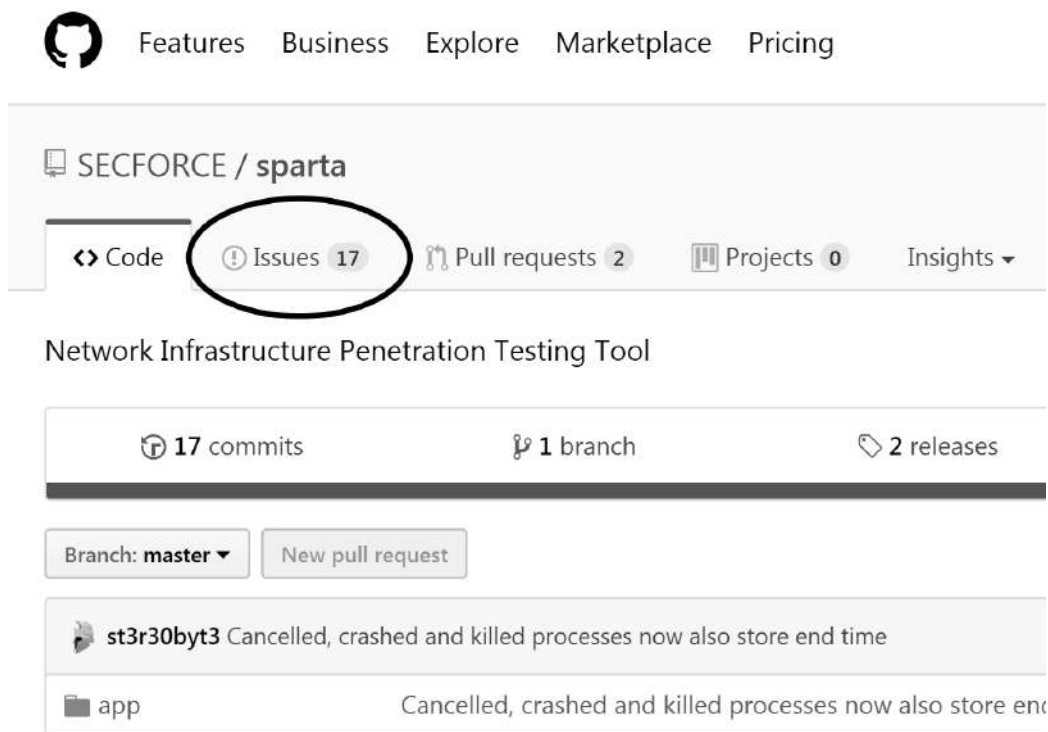 Features Business Explore Marketplace Pricing
SECFORCE / sparta
<> Code Issues 17 Pull requests 2 Projects 0 Insights
Network Infrastructure Penetration Testing Tool
17 commits 1 branch 2 releases
Branch: master New pull request
st3r30byt3 Cancelled, crashed and killed processes now also store end time
app Cancelled, crashed and killed processes now also store end